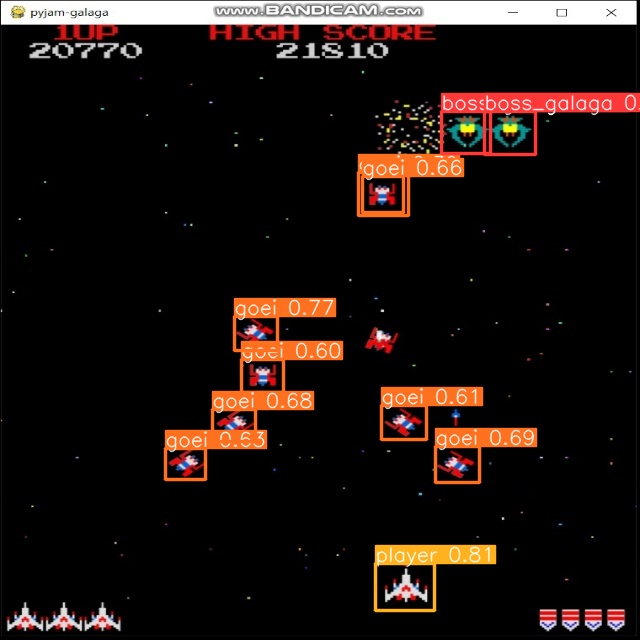 pyjam-galaga
www.BANDICAM.com
1UP HIGH SCORE
20770 21810
boss boss_galaga 0.
goei 0.66
goei 0.77
goei 0.60
goei 0.68
goei 0.61
goei 0.63
goei 0.69
player 0.81